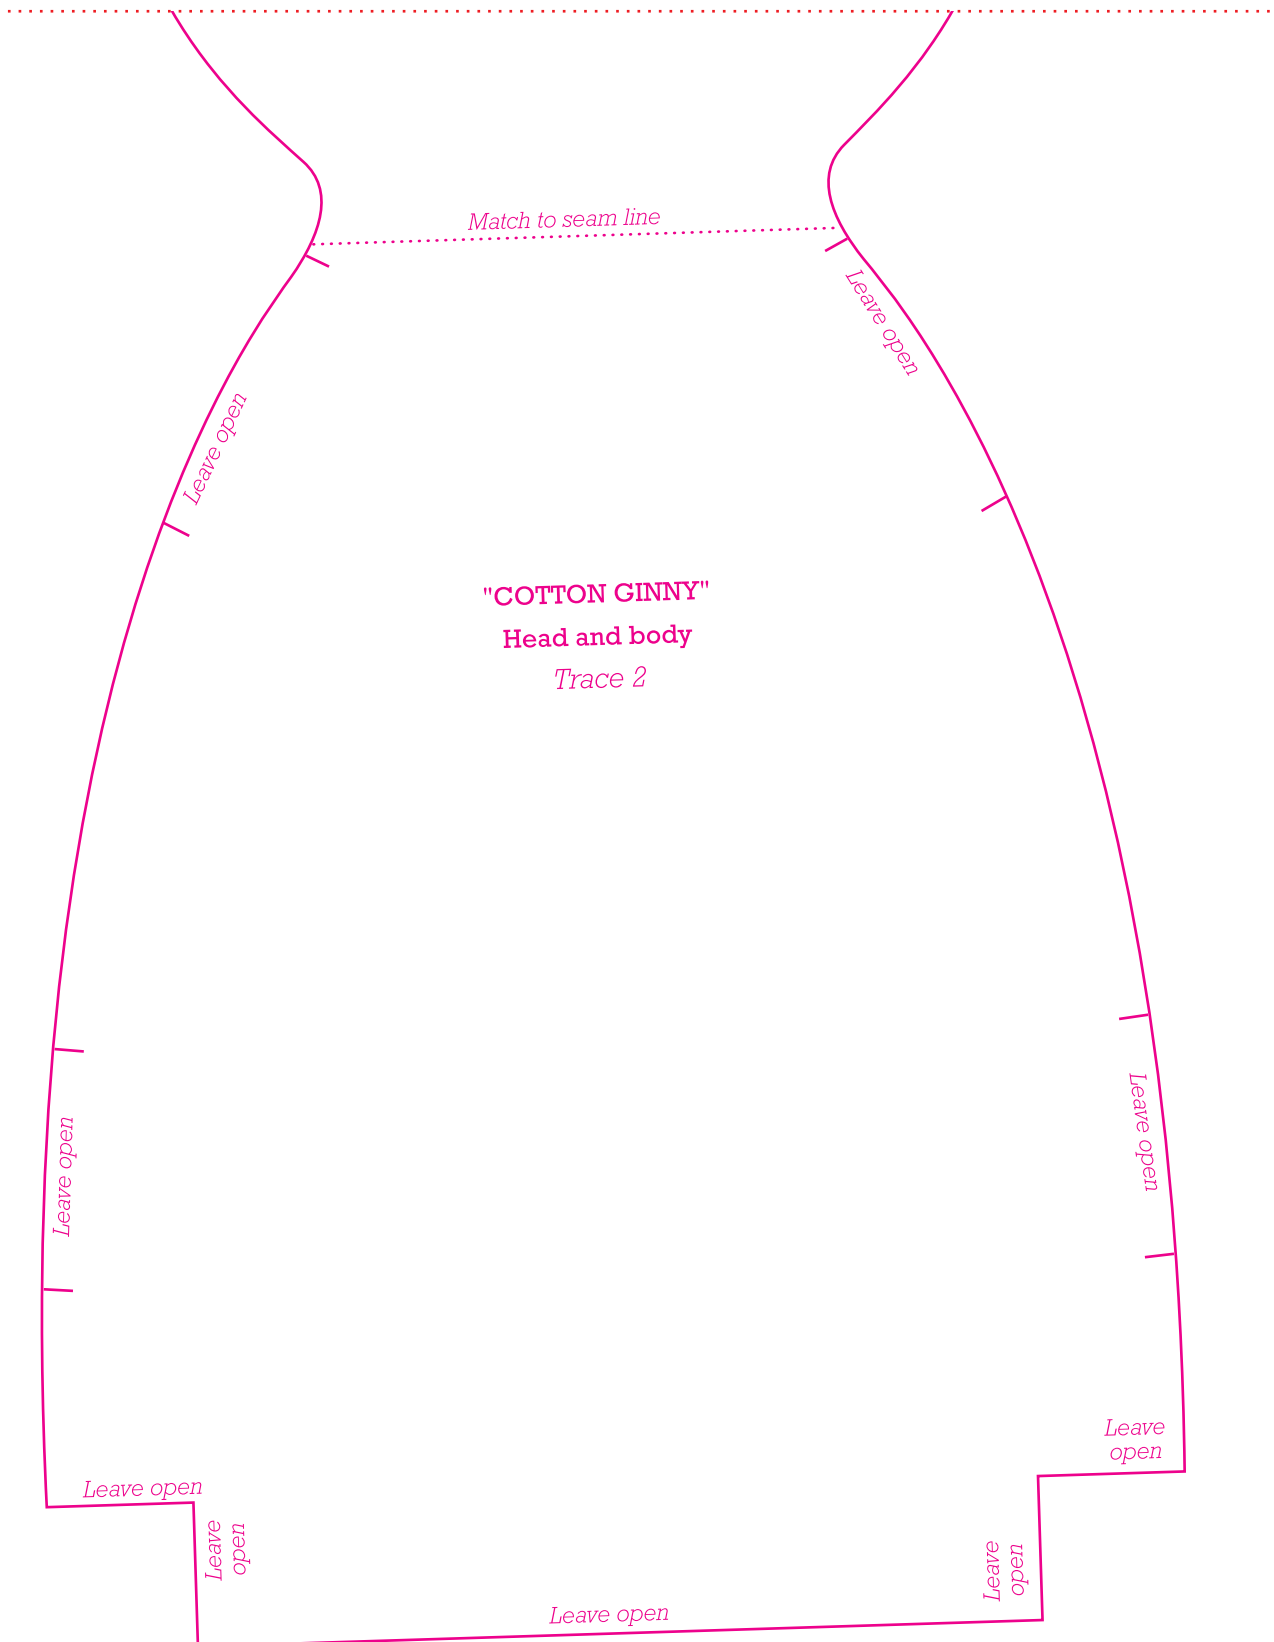 Match to seam line
Leave open
Leave open
"COTTON GINNY"
Head and body
Trace 2
Leave open
Leave open
Leave
open
Leave open
Leave
open
Leave
open
Leave open